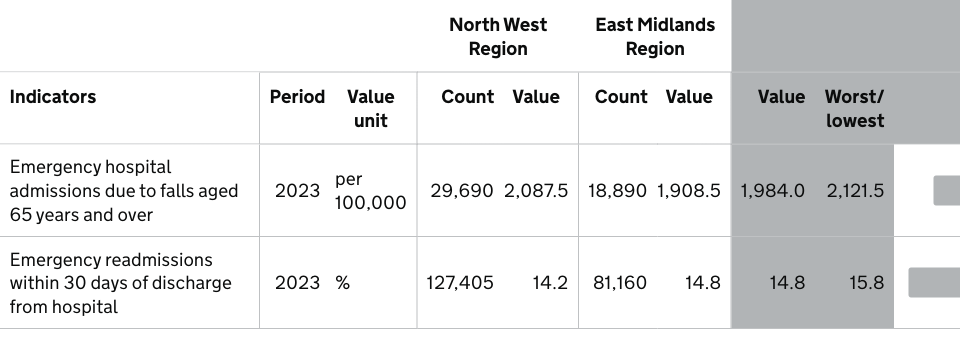 North West Region East Midlands Region
Indicators Period Value unit Count Value Count Value Value Worst/ lowest
Emergency hospital admissions due to falls aged 65 years and over 2023 per 100,000 29,690 2,087.5 18,890 1,908.5 1,984.0 2,121.5
Emergency readmissions within 30 days of discharge from hospital 2023 % 127,405 14.2 81,160 14.8 14.8 15.8